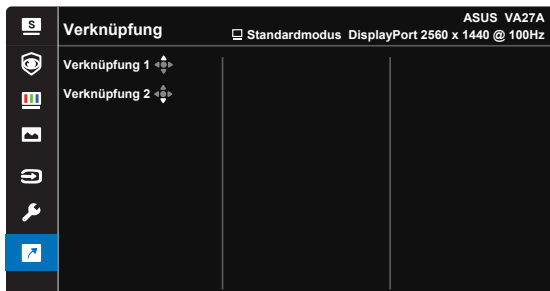 S
Verknüpfung
ASUS VA27A
Standardmodus DisplayPort 2560 x 1440 @ 100Hz
Verknüpfung 1
Verknüpfung 2